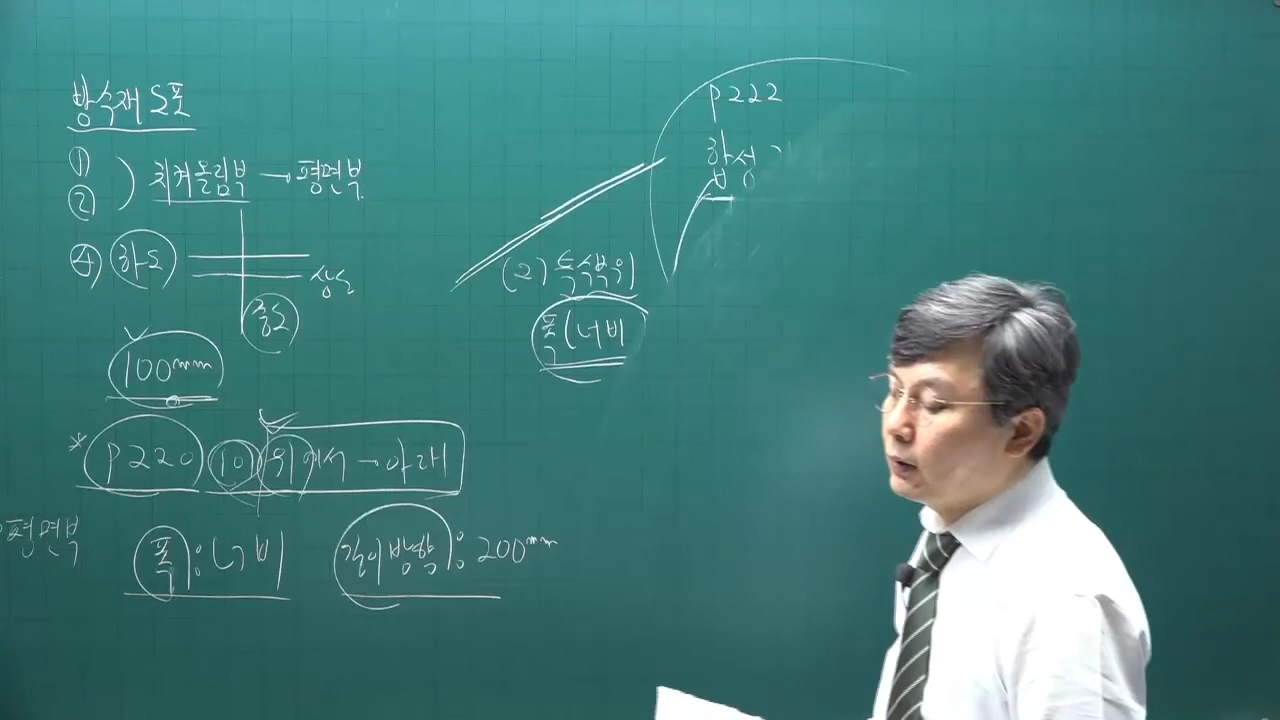 방수재 도포
① ② ) 치켜올림부 → 평면부
④ 하도
상도
중도
100mm
* P220 10) 위에서 → 아래
평면부
폭 : 너비 길이방향 : 200mm
P222
합성
(2) 특수부위
폭(너비